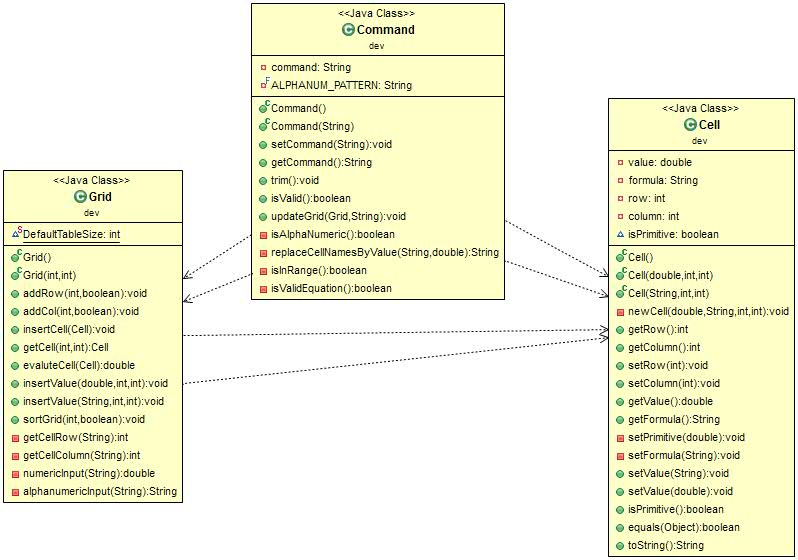 <<Java Class>>
Command
dev
command: String
ALPHANUM_PATTERN: String
Command()
Command(String)
setCommand(String):void
getCommand():String
trim():void
isValid():boolean
updateGrid(Grid,String):void
isAlphaNumeric():boolean
replaceCellNamesByValue(String,double):String
isInRange():boolean
isValidEquation():boolean
<<Java Class>>
Grid
dev
DefaultTableSize: int
Grid()
Grid(int,int)
addRow(int,boolean):void
addCol(int,boolean):void
insertCell(Cell):void
getCell(int,int):Cell
evaluteCell(Cell):double
insertValue(double,int,int):void
insertValue(String,int,int):void
sortGrid(int,boolean):void
getCellRow(String):int
getCellColumn(String):int
numericInput(String):double
alphanumericInput(String):String
<<Java Class>>
Cell
dev
value: double
formula: String
row: int
column: int
isPrimitive: boolean
Cell()
Cell(double,int,int)
Cell(String,int,int)
newCell(double,String,int,int):void
getRow():int
getColumn():int
setRow(int):void
setColumn(int):void
getValue():double
getFormula():String
setPrimitive(double):void
setFormula(String):void
setValue(String):void
setValue(double):void
isPrimitive():boolean
equals(Object):boolean
toString():String